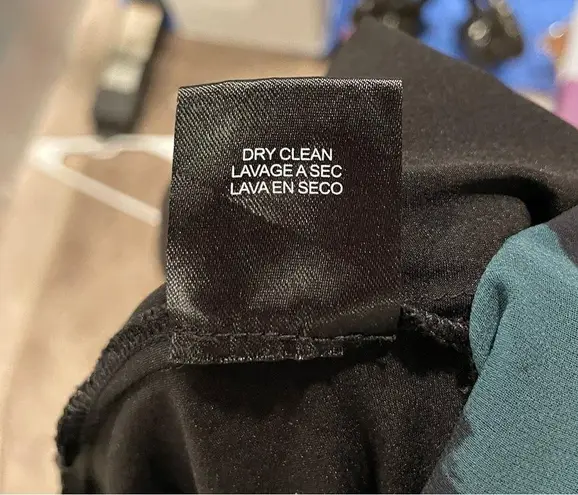 DRY CLEAN
LAVAGE A SEC
LAVA EN SECO